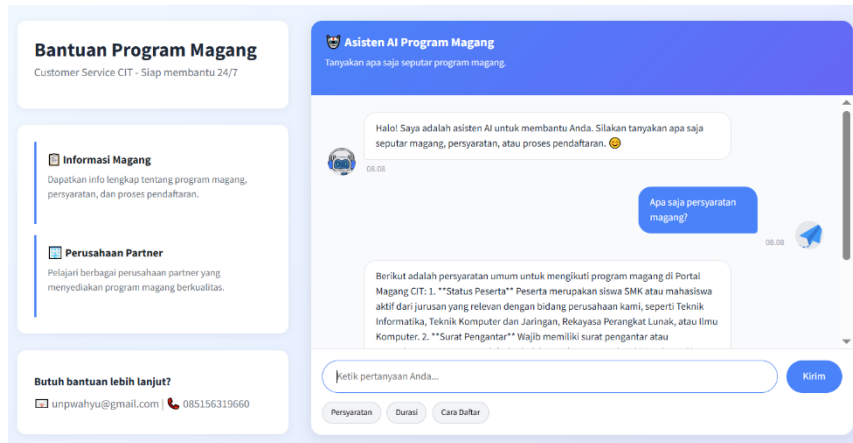 Bantuan Program Magang
Customer Service CIT - Siap membantu 24/7
Informasi Magang
Dapatkan info lengkap tentang program magang,
persyaratan, dan proses pendaftaran.
Perusahaan Partner
Pelajari berbagai perusahaan partner yang
menyediakan program magang berkualitas.
Butuh bantuan lebih lanjut?
unpwahyu@gmail.com | 085156319660
Asisten AI Program Magang
Tanyakan apa saja seputar program magang.
Halo! Saya adalah asisten AI untuk membantu Anda. Silakan tanyakan apa saja
seputar magang, persyaratan, atau proses pendaftaran.
08.08
Apa saja persyaratan
magang?
08.08
Berikut adalah persyaratan umum untuk mengikuti program magang di Portal
Magang CIT: 1. **Status Peserta** Peserta merupakan siswa SMK atau mahasiswa
aktif dari jurusan yang relevan dengan bidang perusahaan kami, seperti Teknik
Informatika, Teknik Komputer dan Jaringan, Rekayasa Perangkat Lunak, atau Ilmu
Komputer. 2. **Surat Pengantar** Wajib memiliki surat pengantar atau
Ketik pertanyaan Anda...
Kirim
Persyaratan
Durasi
Cara Daftar